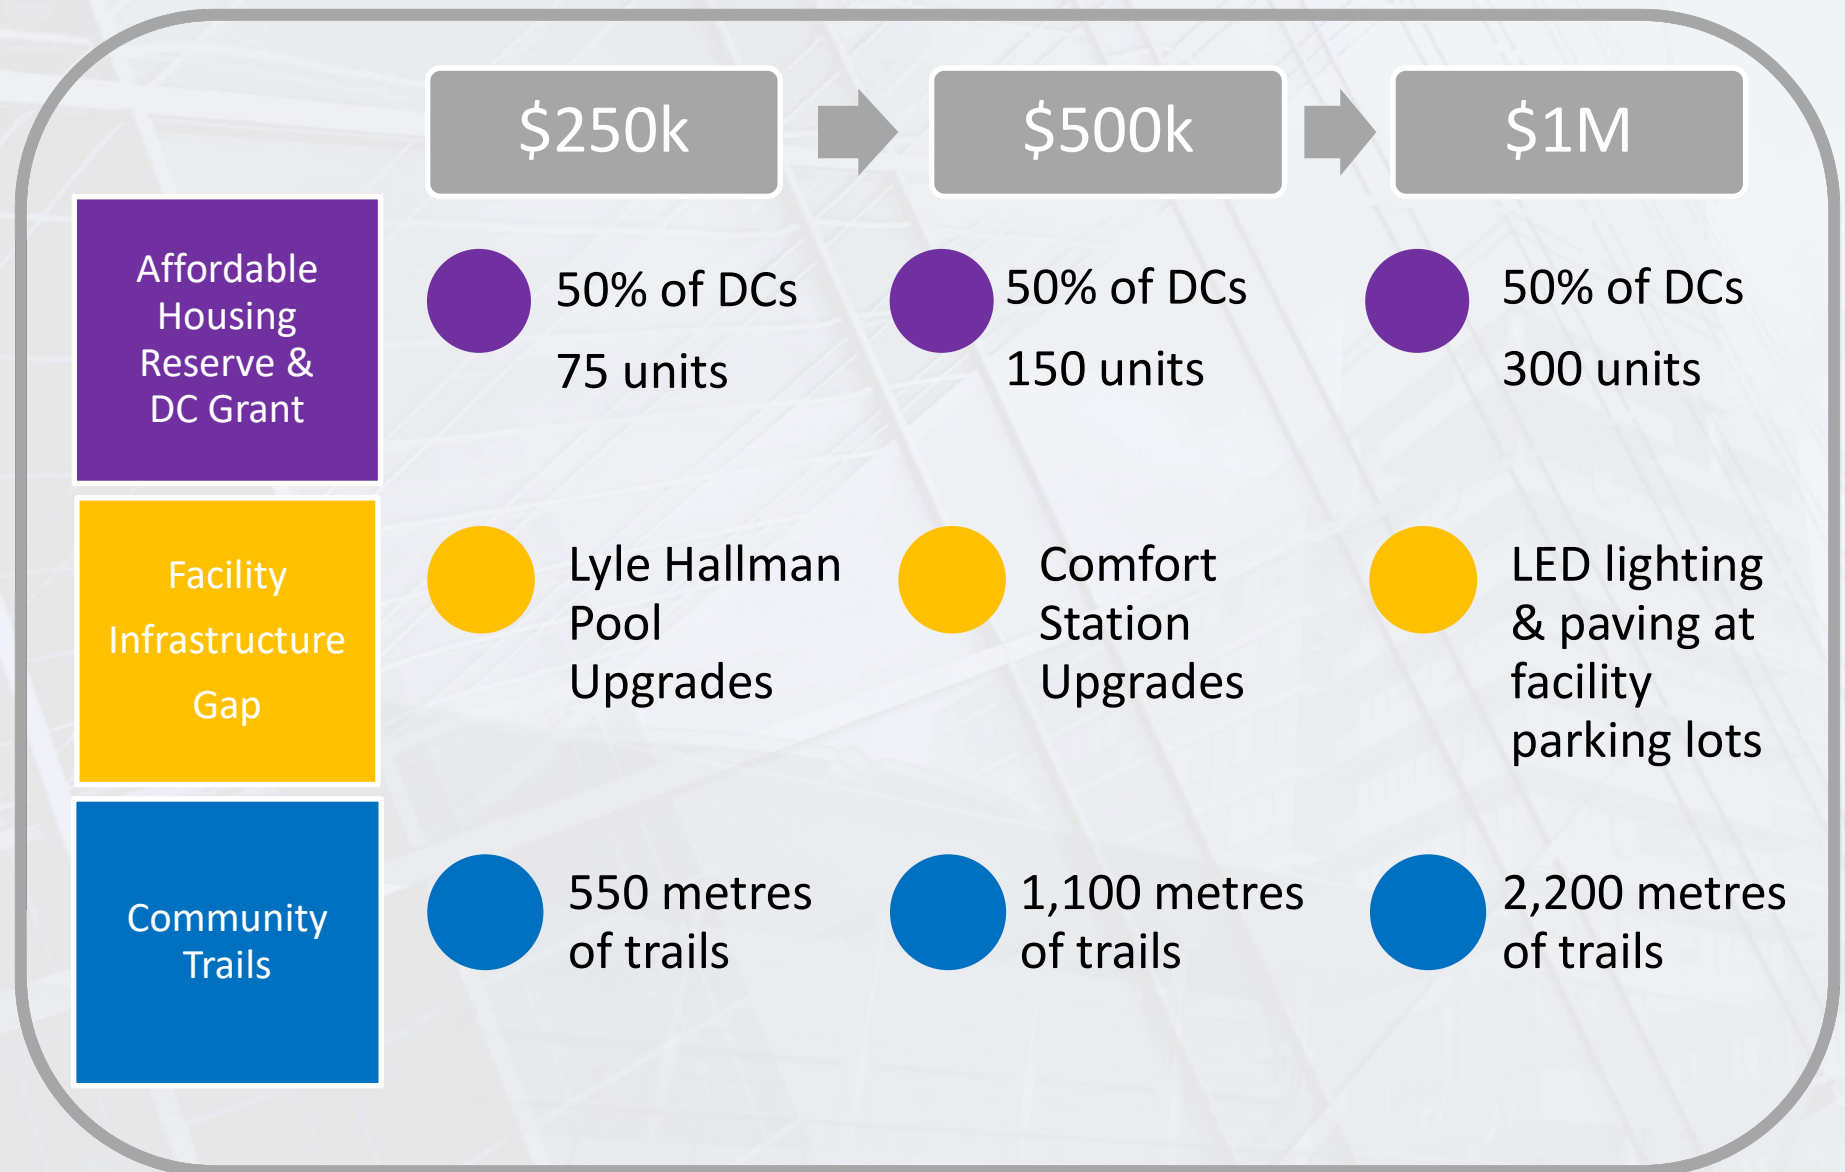 $250k
$500k
$1M
Affordable
Housing
Reserve &
DC Grant
50% of DCs
75 units
50% of DCs
150 units
50% of DCs
300 units
Facility
Infrastructure
Gap
Lyle Hallman
Pool
Upgrades
Comfort
Station
Upgrades
LED lighting
& paving at
facility
parking lots
Community
Trails
550 metres
of trails
1,100 metres
of trails
2,200 metres
of trails